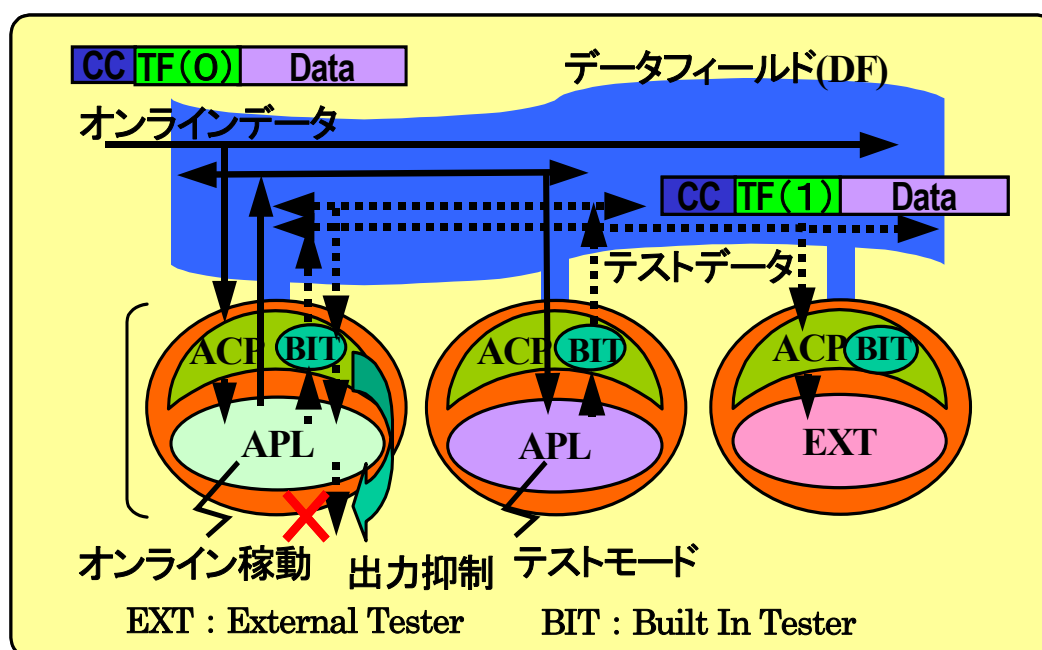 CC TF(0) Data
データフィールド(DF)
オンラインデータ
CC TF(1) Data
テストデータ
ACP BIT
ACP BIT
ACP BIT
APL
APL
EXT
オンライン稼動
出力抑制
テストモード
EXT : External Tester
BIT : Built In Tester